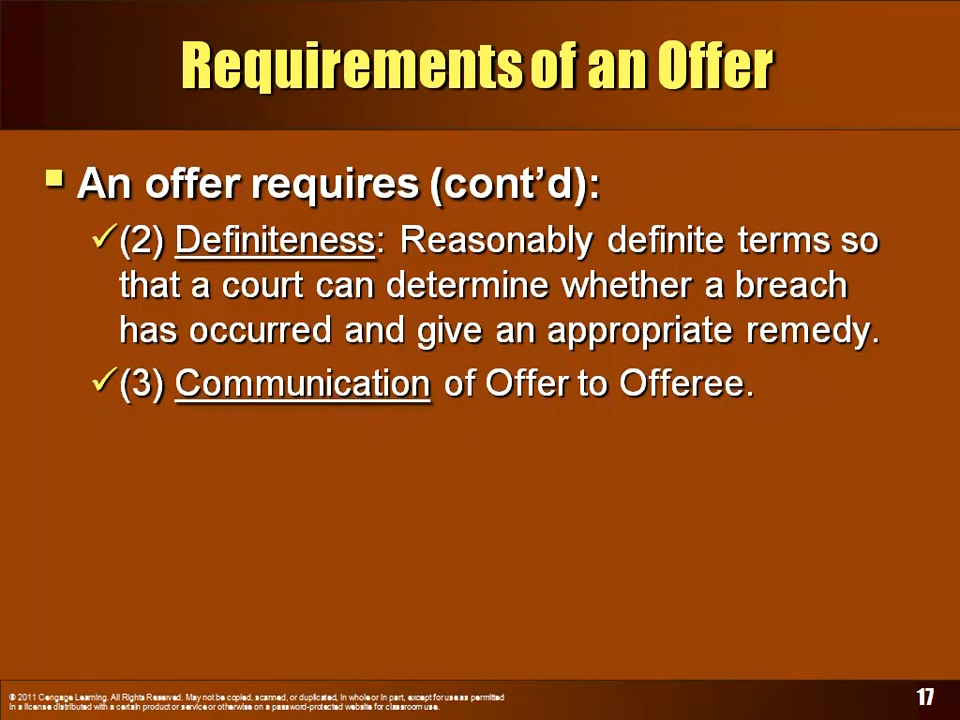 Requirements of an Offer
An offer requires (cont’d):
(2) Definiteness: Reasonably definite terms so
that a court can determine whether a breach
has occurred and give an appropriate remedy.
(3) Communication of Offer to Offeree.
© 2011 Cengage Learning. All Rights Reserved. May not be copied, scanned, or duplicated, in whole or in part, except for use as permitted
in a license distributed with a certain product or service or otherwise on a password-protected website for classroom use.
17